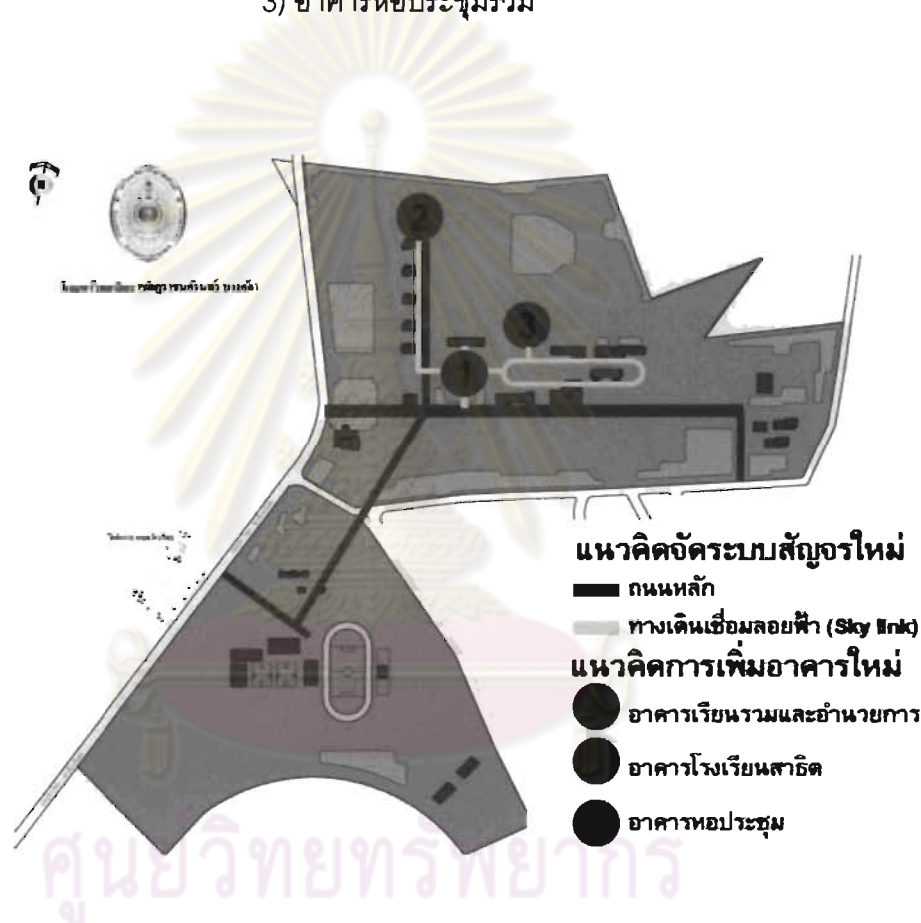 3) อาคารหอประชุมรวม
2
3
1
แนวคิดจัดระบบสัญจรใหม่
ถนนหลัก
ทางเดินเชื่อมลอยฟ้า (Sky link)
แนวคิดการเพิ่มอาคารใหม่
อาคารเรียนรวมและอำนวยการ
อาคารโรงเรียนสาธิต
อาคารหอประชุม
ศูนย์วิทยทรัพยากร